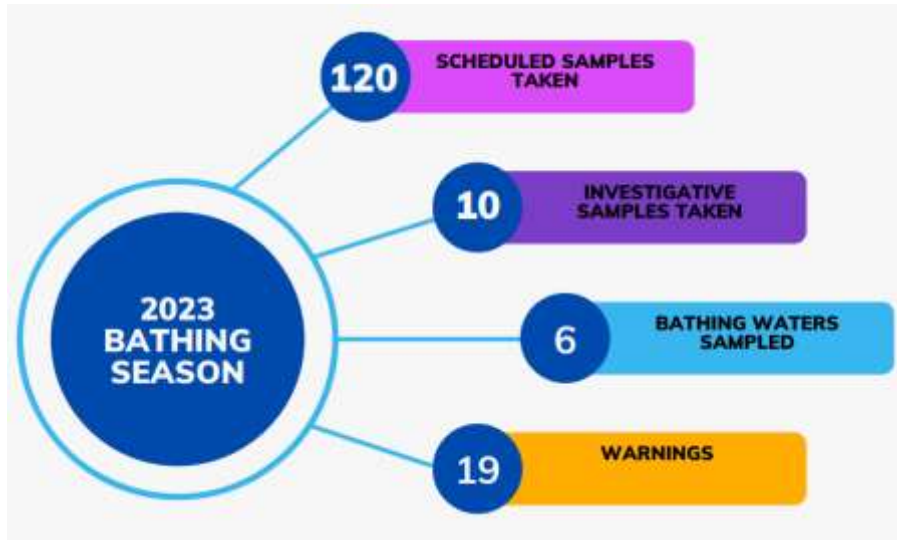 120
SCHEDULED SAMPLES
TAKEN
10
INVESTIGATIVE
SAMPLES TAKEN
2023
BATHING
SEASON
6
BATHING WATERS
SAMPLED
19
WARNINGS